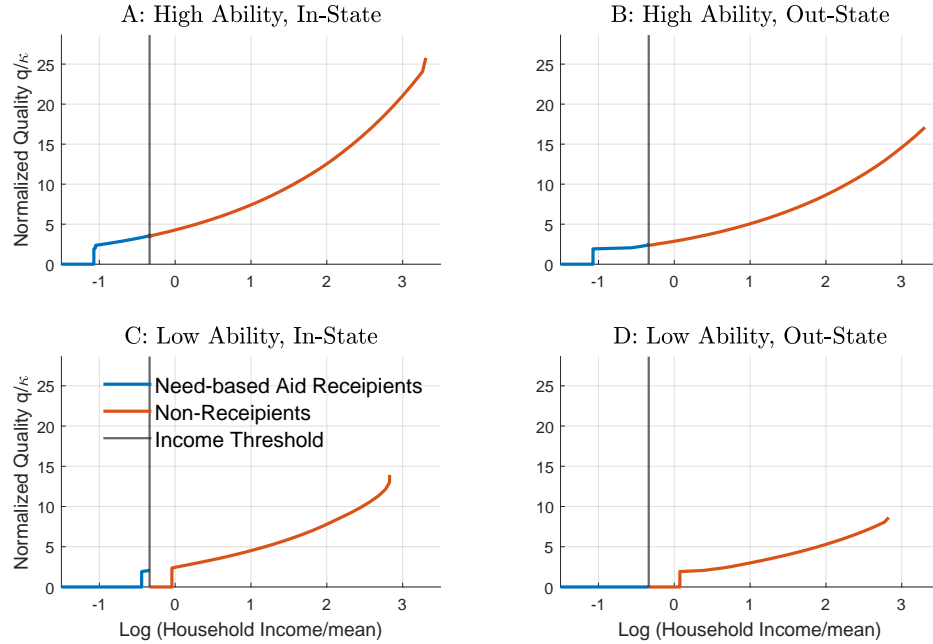 A: High Ability, In-State
B: High Ability, Out-State
Normalized Quality q/κ
25
20
15
10
5
0
-1 0 1 2 3
25
20
15
10
5
0
-1 0 1 2 3
C: Low Ability, In-State
D: Low Ability, Out-State
Normalized Quality q/κ
25
20
15
10
5
0
Need-based Aid Receipients
Non-Receipients
Income Threshold
-1 0 1 2 3
Log (Household Income/mean)
25
20
15
10
5
0
-1 0 1 2 3
Log (Household Income/mean)